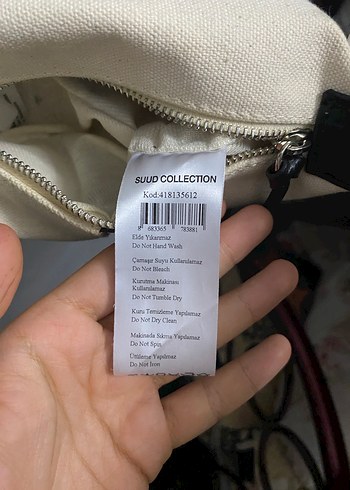 SUUD COLLECTION
Kod:418135612
8 683365 783881
Elde Yıkanmaz
Do Not Hand Wash
Çamaşır Suyu Kullanılamaz
Do Not Bleach
Kurutma Makinası
Kullanılamaz
Do Not Tumble Dry
Kuru Temizleme Yapılamaz
Do Not Dry Clean
Makinada Sıkma Yapılamaz
Do Not Spin
Ütüleme Yapılamaz
Do Not Iron